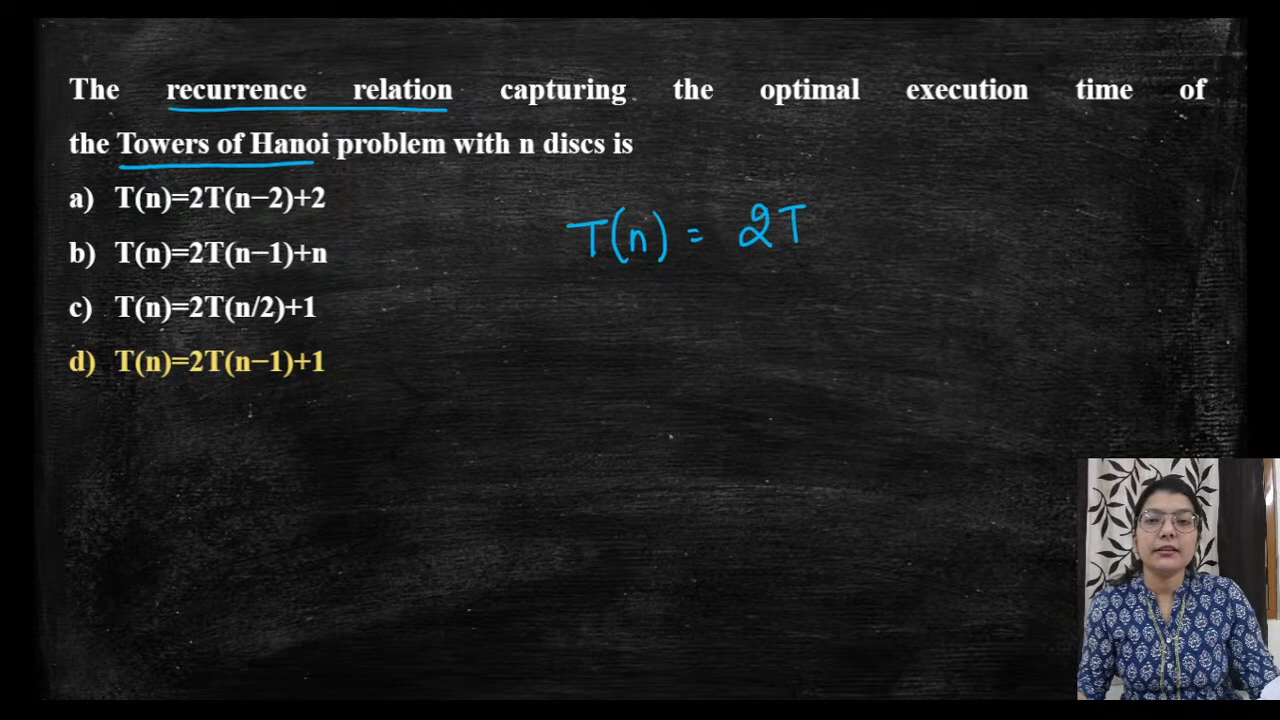 The recurrence relation capturing the optimal execution time of
the Towers of Hanoi problem with n discs is
a) T(n)=2T(n−2)+2
T(n) = 2T
b) T(n)=2T(n−1)+n
c) T(n)=2T(n/2)+1
d) T(n)=2T(n−1)+1